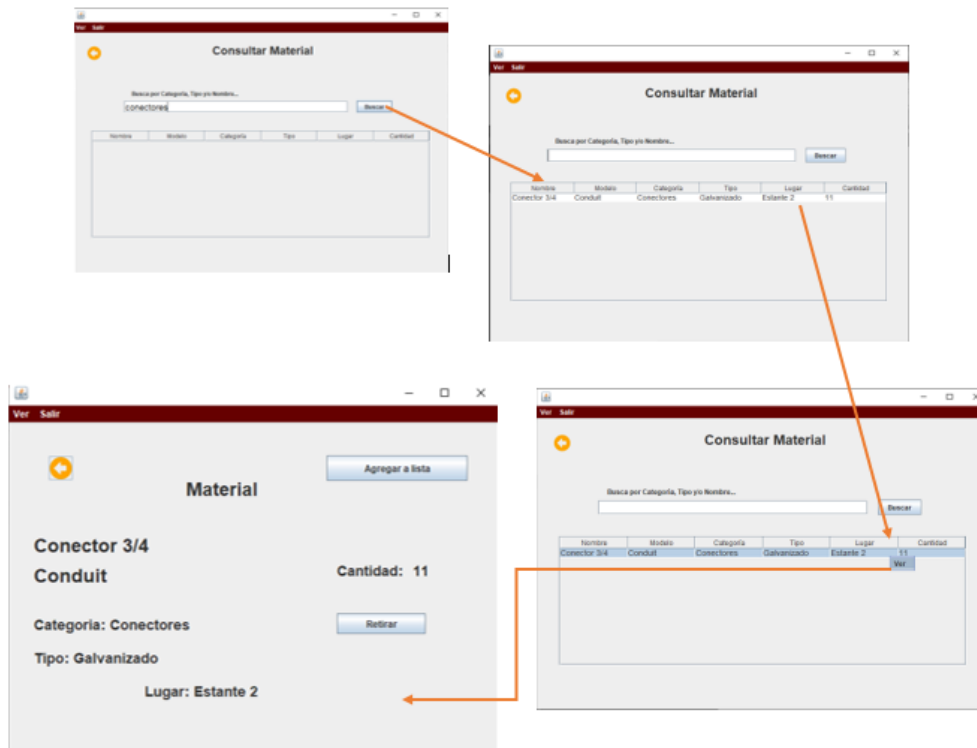 Ver Salir
Consultar Material
Busca por Categoría, Tipo y/o Nombre...
conectores
Buscar
Nombre Modelo Categoría Tipo Lugar Cantidad
Ver Salir
Consultar Material
Busca por Categoría, Tipo y/o Nombre...
Buscar
Nombre Modelo Categoría Tipo Lugar Cantidad
Conector 3/4 Conduit Conectores Galvanizado Estante 2 11
Ver Salir
Agregar a lista
Material
Conector 3/4
Conduit
Cantidad: 11
Categoria: Conectores
Retirar
Tipo: Galvanizado
Lugar: Estante 2
Ver Salir
Consultar Material
Busca por Categoría, Tipo y/o Nombre...
Buscar
Nombre Modelo Categoría Tipo Lugar Cantidad
Conector 3/4 Conduit Conectores Galvanizado Estante 2 11
Ver